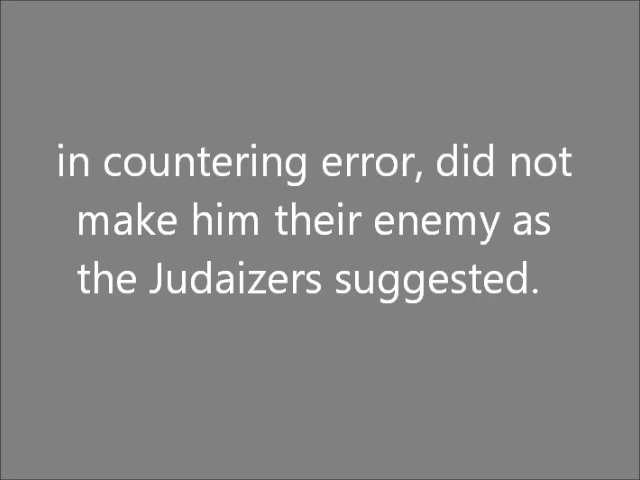 in countering error, did not
make him their enemy as
the Judaizers suggested.